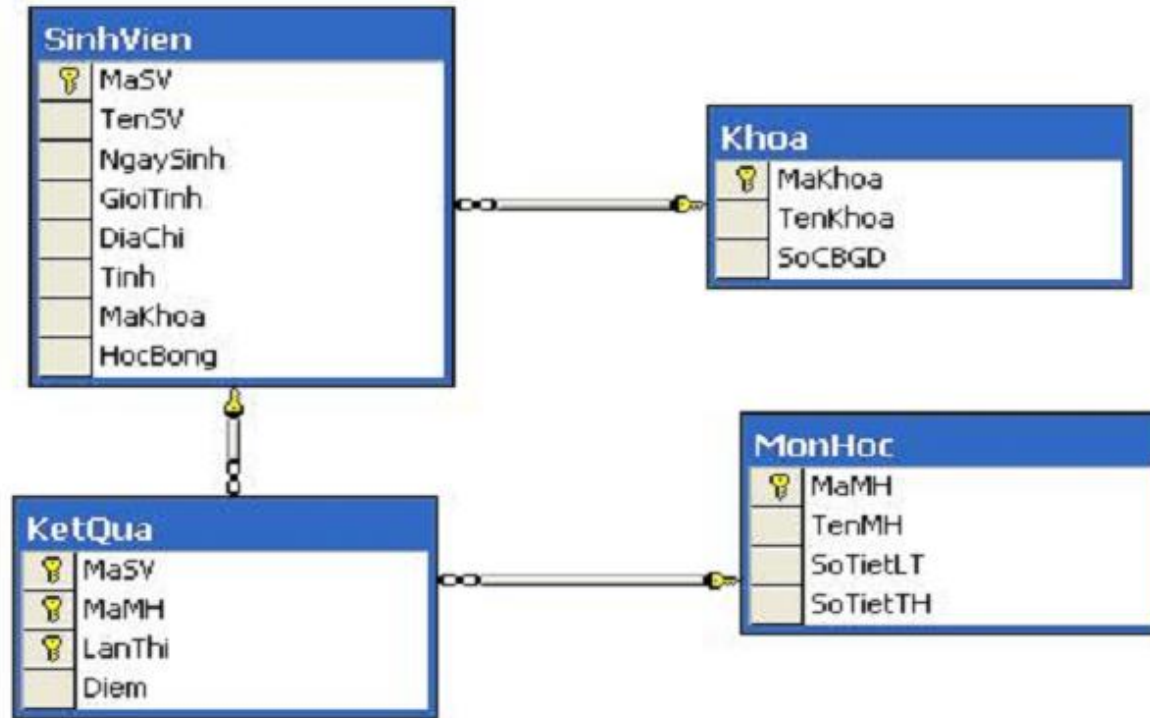 SinhVien
MaSV
TenSV
NgaySinh
GioiTinh
DiaChi
Tinh
MaKhoa
HocBong
Khoa
MaKhoa
TenKhoa
SoCBGD
KetQua
MaSV
MaMH
LanThi
Diem
MonHoc
MaMH
TenMH
SoTietLT
SoTietTH